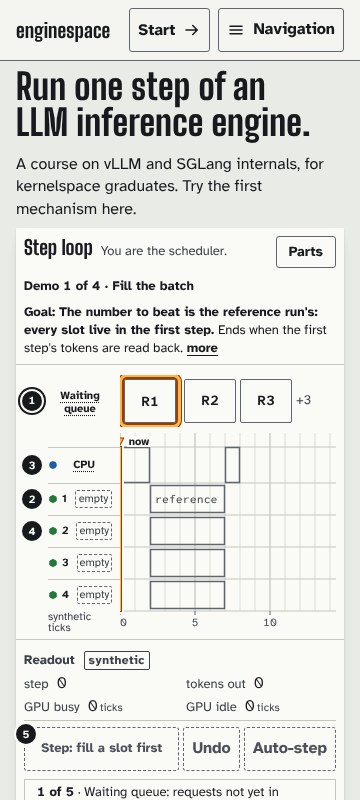 enginespace
Start →
Navigation
Run one step of an
LLM inference engine.
A course on vLLM and SGLang internals, for
kernelspace graduates. Try the first
mechanism here.
Step loop You are the scheduler.
Parts
Demo 1 of 4 · Fill the batch
Goal: The number to beat is the reference run's:
every slot live in the first step. Ends when the first
step's tokens are read back. more
1 Waiting
queue
R1 R2 R3 +3
now
3 CPU
2 1 empty reference
4 2 empty
3 empty
4 empty
synthetic
ticks
0 5 10
Readout synthetic
step 0 tokens out 0
GPU busy 0 ticks GPU idle 0 ticks
5
Step: fill a slot first Undo Auto-step
1 of 5 · Waiting queue: requests not yet in